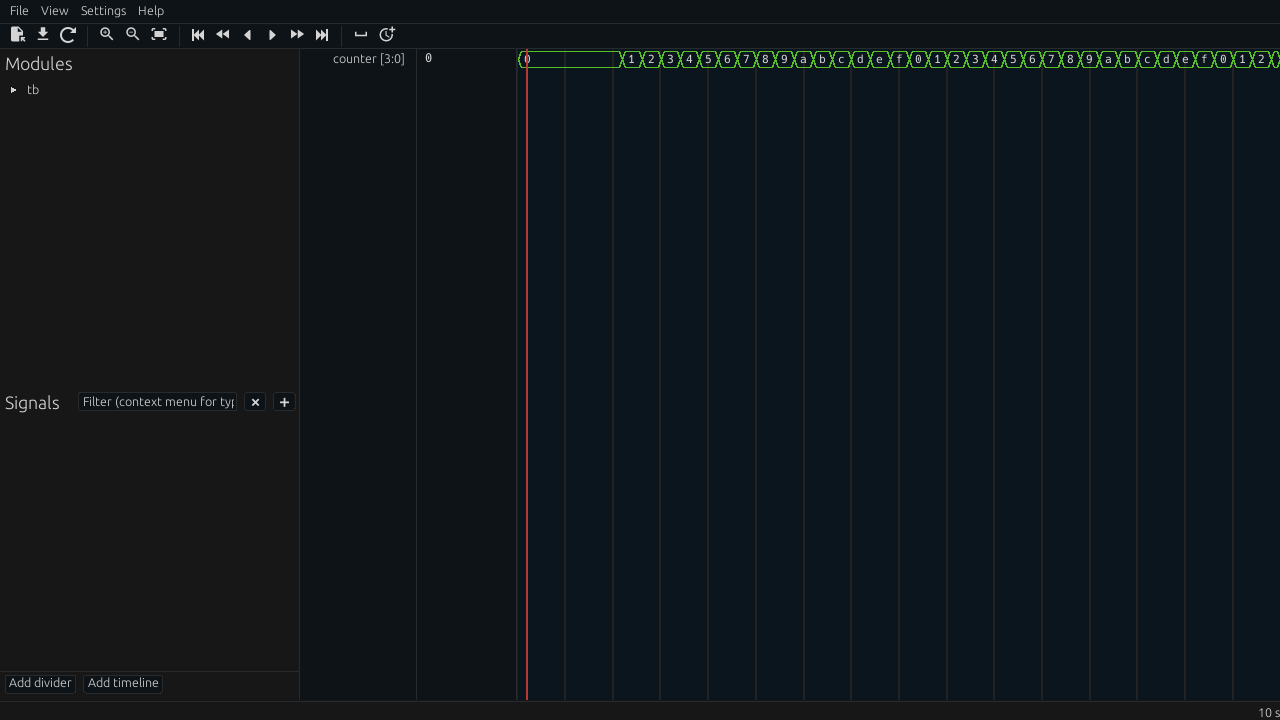 File View Settings Help
Modules
tb
counter [3:0] 0 0 1 2 3 4 5 6 7 8 9 a b c d e f 0 1 2 3 4 5 6 7 8 9 a b c d e f 0 1 2
Signals Filter (context menu for typ
Add divider Add timeline
10 s